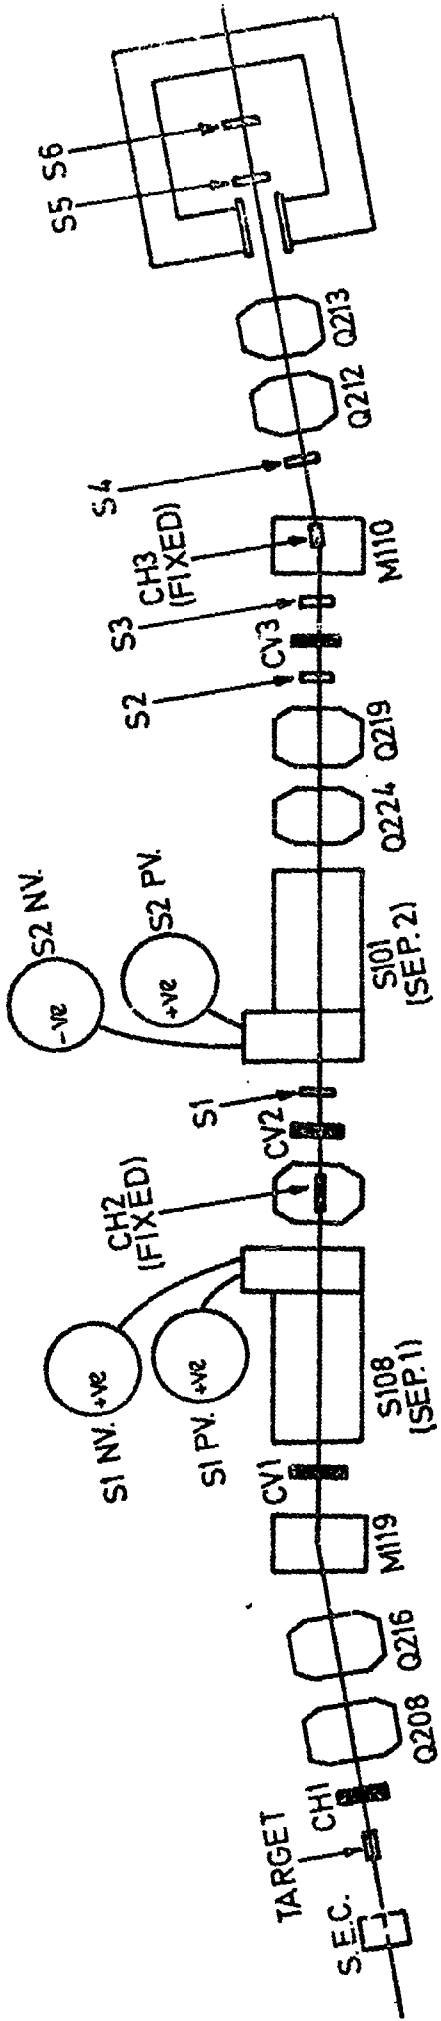 S.E.C.
TARGET
CH1
Q208
Q216
M119
CV1
S1 NV.
+ve
S1 PV.
+ve
S108
(SEP.1)
CH2
(FIXED)
CV2
S1
S2 NV.
-ve
S2 PV.
+ve
S101
(SEP.2)
Q224
Q219
S2
CV3
S3
CH3
(FIXED)
M110
S4
Q212
Q213
S5
S6